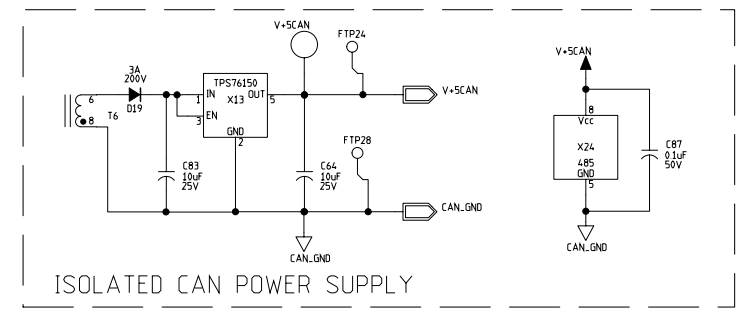 V+5CAN
FTP24
V+5CAN
3A
200V
D19
TPS76150
IN
OUT
X13
EN
GND
1
3
5
2
V+5CAN
6
8
T6
8
Vcc
X24
485
GND
5
C87
0.1uF
50V
FTP28
C83
10uF
25V
C64
10uF
25V
CAN_GND
CAN_GND
CAN_GND
ISOLATED CAN POWER SUPPLY